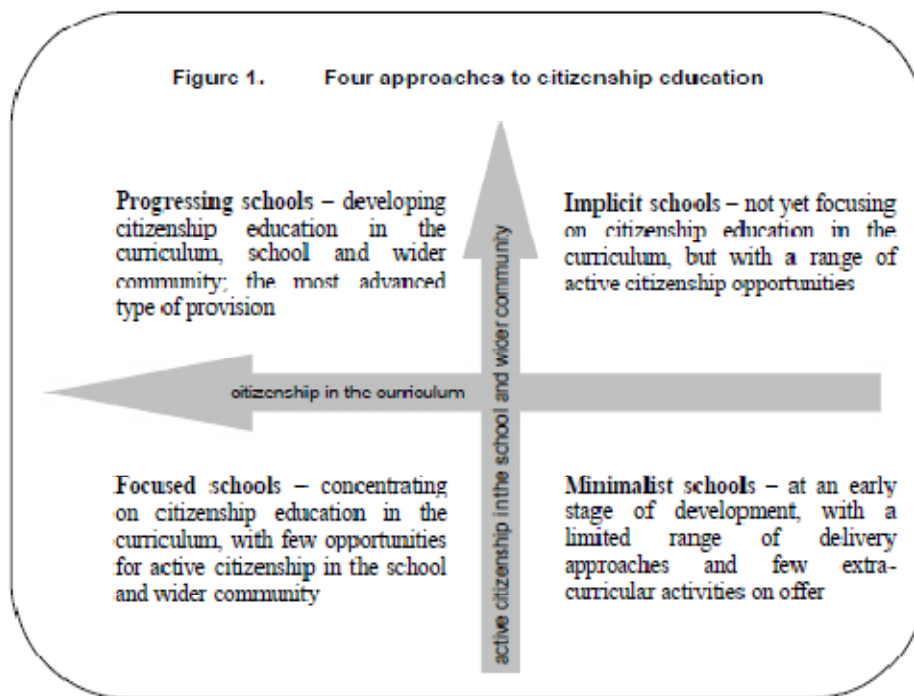 Figure 1. Four approaches to citizenship education
Progressing schools – developing
citizenship education in the
curriculum, school and wider
community; the most advanced
type of provision
Implicit schools – not yet focusing
on citizenship education in the
curriculum, but with a range of
active citizenship opportunities
active citizenship in the school and wider community
citizenship in the curriculum
Focused schools – concentrating
on citizenship education in the
curriculum, with few opportunities
for active citizenship in the school
and wider community
Minimalist schools – at an early
stage of development, with a
limited range of delivery
approaches and few extra-
curricular activities on offer